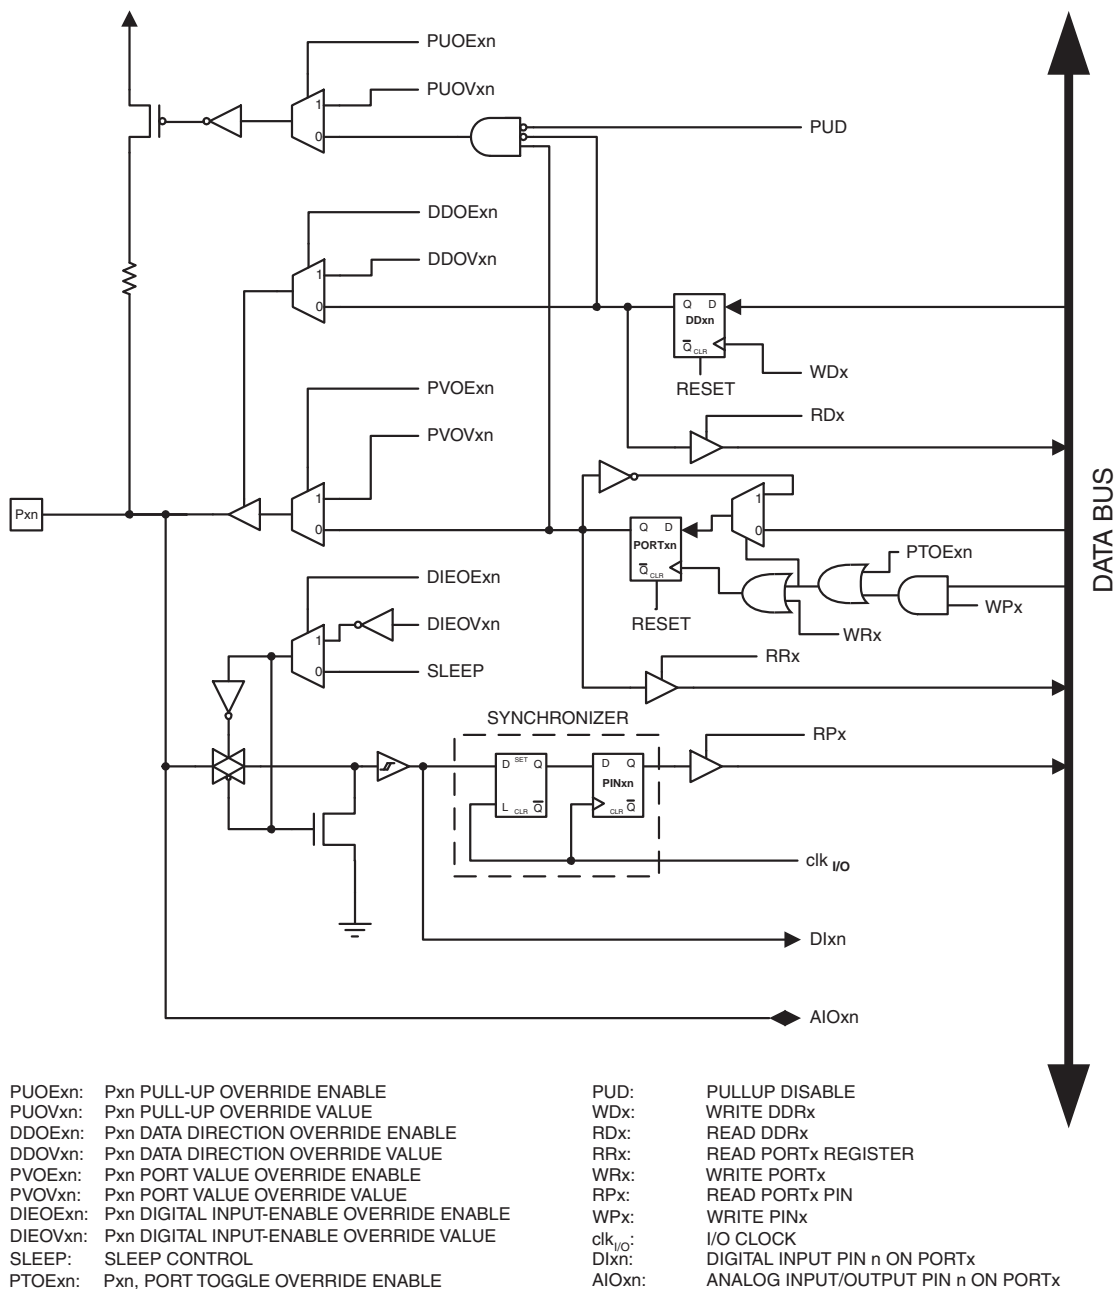 PUOExn
PUOVxn
1
0
PUD
DDOExn
DDOVxn
1
0
Q D
DDxn
Q CLR
RESET
WDx
PVOExn
RDx
PVOVxn
DATA BUS
Pxn
1
0
Q D
PORTxn
Q CLR
RESET
1
0
PTOExn
WPx
WRx
DIEOExn
DIEOVxn
1
0
SLEEP
RRx
SYNCHRONIZER
RPx
D SET Q
L CLR Q
D Q
PINxn
CLR Q
clk I/O
DIxn
AIOxn
PUOExn: Pxn PULL-UP OVERRIDE ENABLE
PUOVxn: Pxn PULL-UP OVERRIDE VALUE
DDOExn: Pxn DATA DIRECTION OVERRIDE ENABLE
DDOVxn: Pxn DATA DIRECTION OVERRIDE VALUE
PVOExn: Pxn PORT VALUE OVERRIDE ENABLE
PVOVxn: Pxn PORT VALUE OVERRIDE VALUE
DIEOExn: Pxn DIGITAL INPUT-ENABLE OVERRIDE ENABLE
DIEOVxn: Pxn DIGITAL INPUT-ENABLE OVERRIDE VALUE
SLEEP: SLEEP CONTROL
PTOExn: Pxn, PORT TOGGLE OVERRIDE ENABLE
PUD: PULLUP DISABLE
WDx: WRITE DDRx
RDx: READ DDRx
RRx: READ PORTx REGISTER
WRx: WRITE PORTx
RPx: READ PORTx PIN
WPx: WRITE PINx
clkI/O: I/O CLOCK
DIxn: DIGITAL INPUT PIN n ON PORTx
AIOxn: ANALOG INPUT/OUTPUT PIN n ON PORTx